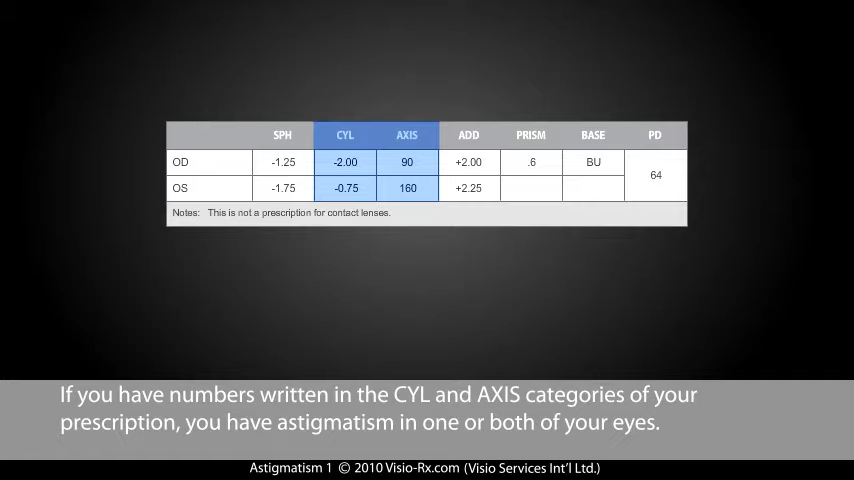 SPH CYL AXIS ADD PRISM BASE PD
OD -1.25 -2.00 90 +2.00 .6 BU 64
OS -1.75 -0.75 160 +2.25
Notes: This is not a prescription for contact lenses.
If you have numbers written in the CYL and AXIS categories of your
prescription, you have astigmatism in one or both of your eyes.
Astigmatism 1 © 2010 Visio-Rx.com (Visio Services Int'l Ltd.)